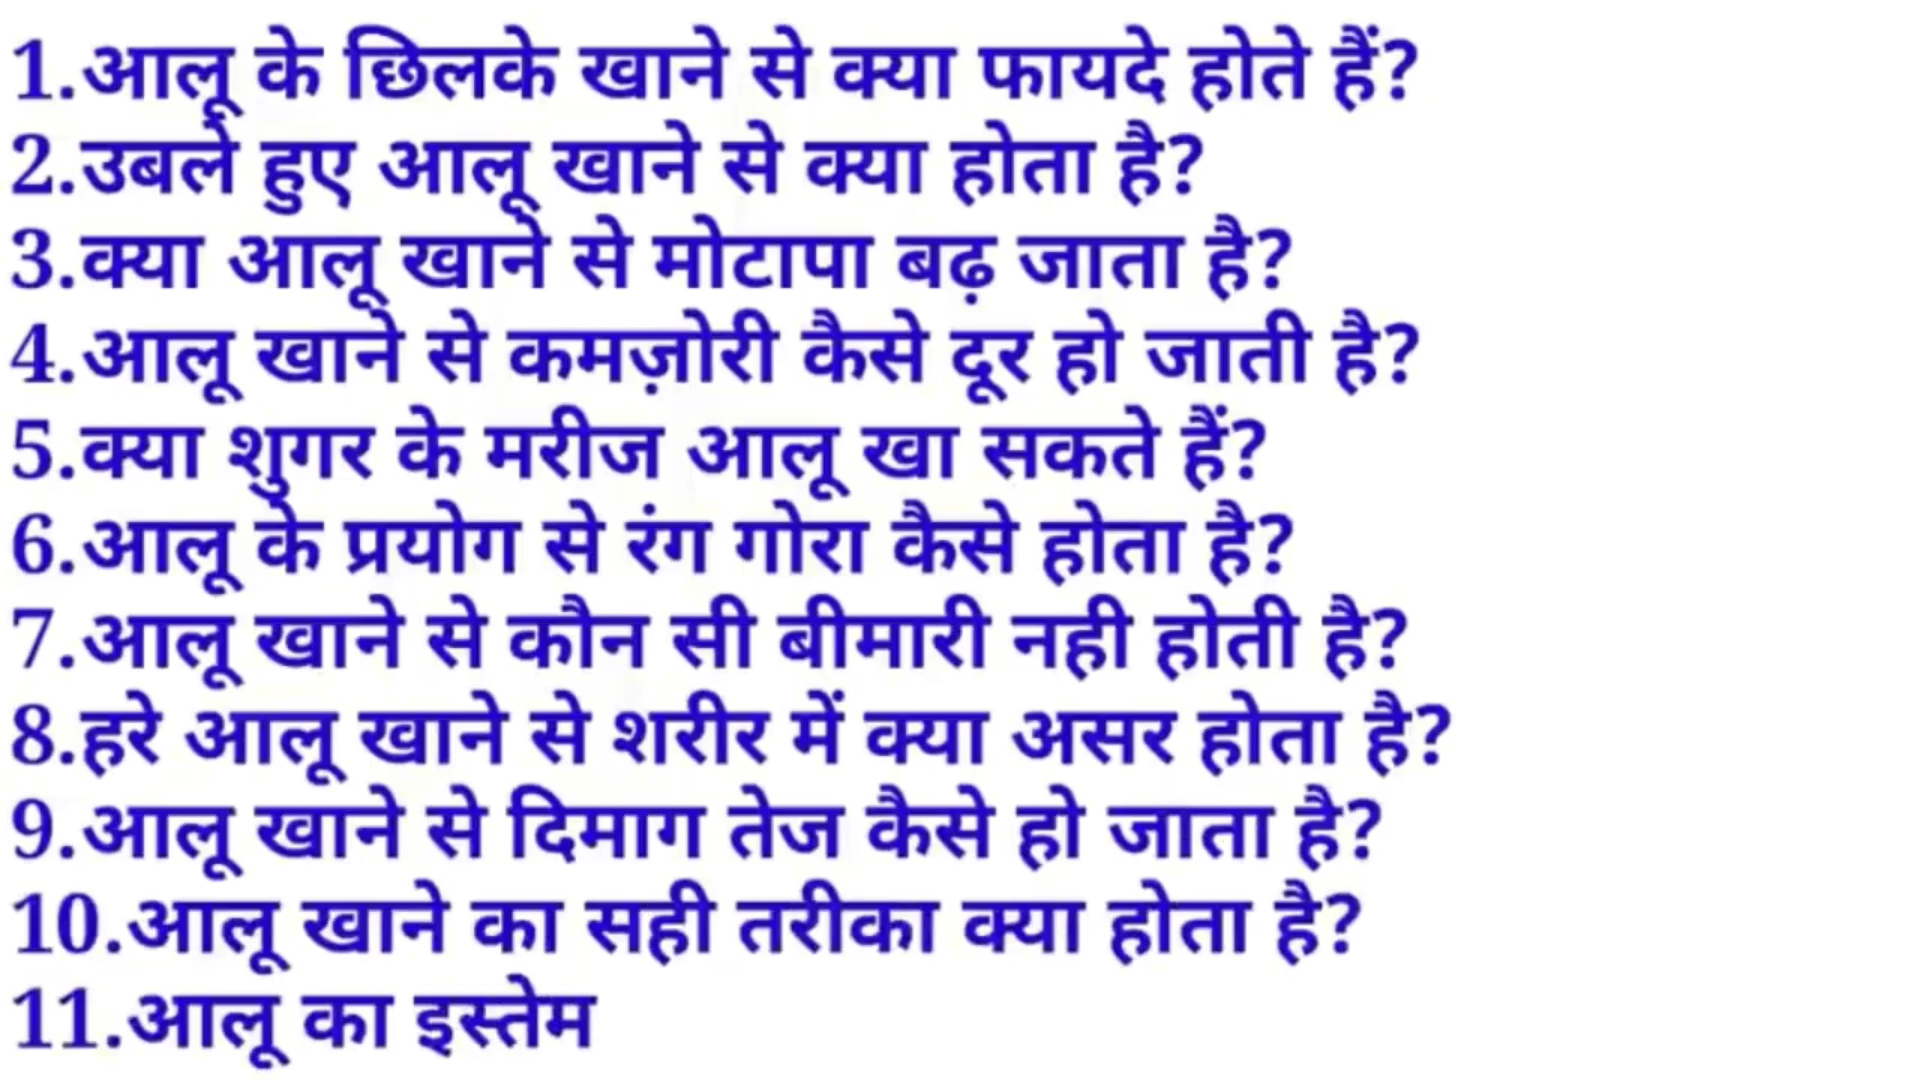 1.आलू के छिलके खाने से क्या फायदे होते हैं?
2.उबले हुए आलू खाने से क्या होता है?
3.क्या आलू खाने से मोटापा बढ़ जाता है?
4.आलू खाने से कमज़ोरी कैसे दूर हो जाती है?
5.क्या शुगर के मरीज आलू खा सकते हैं?
6.आलू के प्रयोग से रंग गोरा कैसे होता है?
7.आलू खाने से कौन सी बीमारी नही होती है?
8.हरे आलू खाने से शरीर में क्या असर होता है?
9.आलू खाने से दिमाग तेज कैसे हो जाता है?
10.आलू खाने का सही तरीका क्या होता है?
11.आलू का इस्तेम